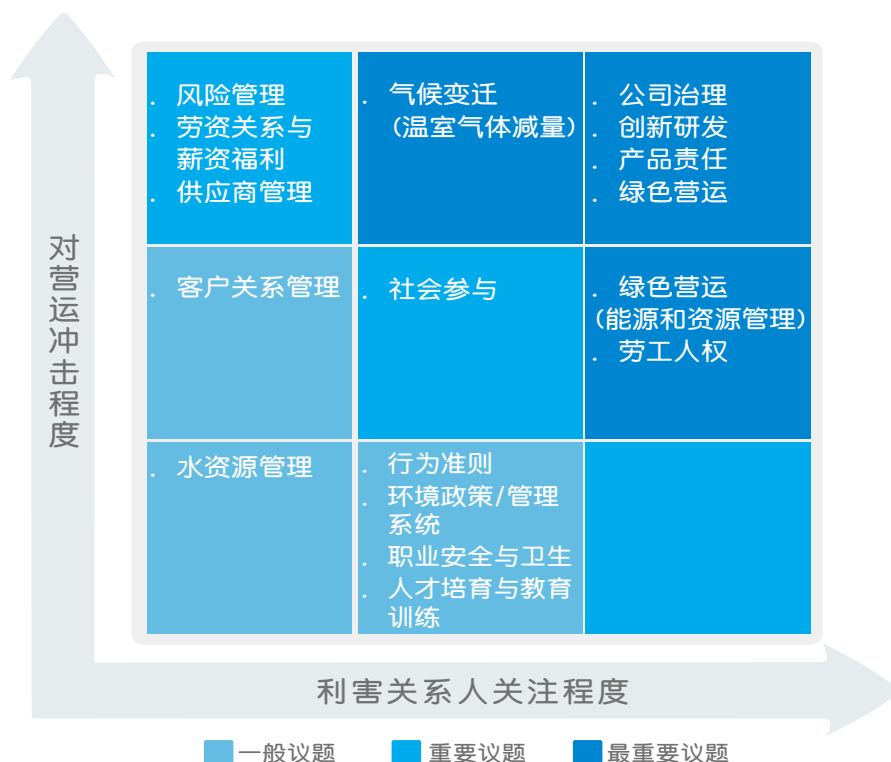 对营运冲击程度
. 风险管理
. 劳资关系与
薪资福利
. 供应商管理
. 气候变迁
(温室气体减量)
. 公司治理
. 创新研发
. 产品责任
. 绿色营运
. 客户关系管理
. 社会参与
. 绿色营运
(能源和资源管理)
. 劳工人权
. 水资源管理
. 行为准则
. 环境政策/管理
系统
. 职业安全与卫生
. 人才培育与教育
训练
利害关系人关注程度
一般议题
重要议题
最重要议题